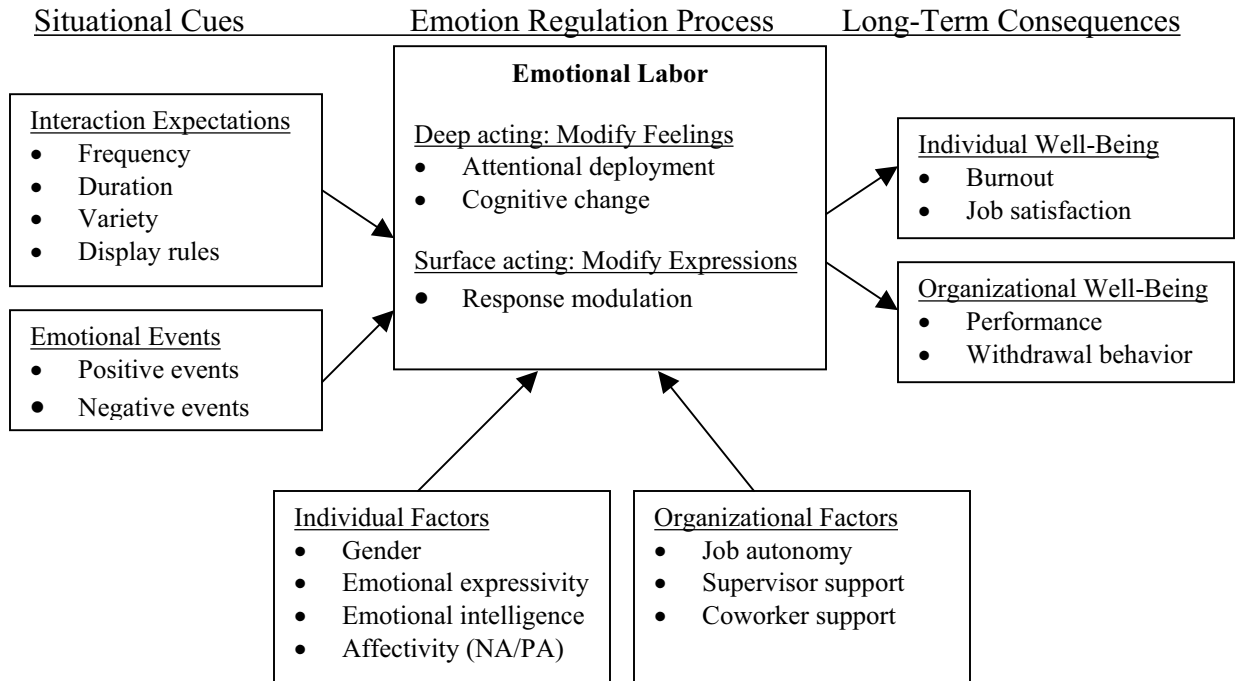 Situational Cues
Emotion Regulation Process
Long-Term Consequences
Emotional Labor
Deep acting: Modify Feelings
• Attentional deployment
• Cognitive change
Surface acting: Modify Expressions
• Response modulation
Interaction Expectations
• Frequency
• Duration
• Variety
• Display rules
Emotional Events
• Positive events
• Negative events
Individual Well-Being
• Burnout
• Job satisfaction
Organizational Well-Being
• Performance
• Withdrawal behavior
Individual Factors
• Gender
• Emotional expressivity
• Emotional intelligence
• Affectivity (NA/PA)
Organizational Factors
• Job autonomy
• Supervisor support
• Coworker support